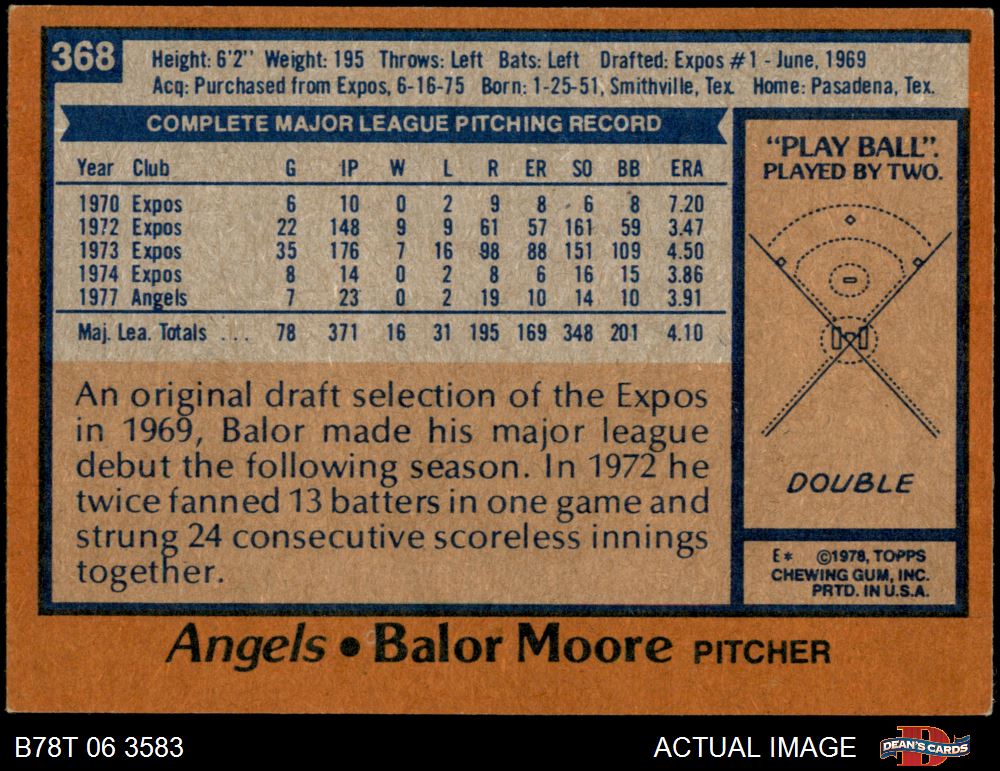 368
Height: 6'2" Weight: 195 Throws: Left Bats: Left Drafted: Expos #1 - June, 1969
Acq: Purchased from Expos, 6-16-75 Born: 1-25-51, Smithville, Tex. Home: Pasadena, Tex.
COMPLETE MAJOR LEAGUE PITCHING RECORD
Year Club G IP W L R ER SO BB ERA
1970 Expos 6 10 0 2 9 8 6 8 7.20
1972 Expos 22 148 9 9 61 57 161 59 3.47
1973 Expos 35 176 7 16 98 88 151 109 4.50
1974 Expos 8 14 0 2 8 6 16 15 3.86
1977 Angels 7 23 0 2 19 10 14 10 3.91
Maj. Lea. Totals ... 78 371 16 31 195 169 348 201 4.10
An original draft selection of the Expos
in 1969, Balor made his major league
debut the following season. In 1972 he
twice fanned 13 batters in one game and
strung 24 consecutive scoreless innings
together.
"PLAY BALL".
PLAYED BY TWO.
DOUBLE
E* ©1978, TOPPS
CHEWING GUM, INC.
PRTD. IN U.S.A.
Angels • Balor Moore PITCHER
B78T 06 3583
ACTUAL IMAGE
D
DEAN'S CARDS